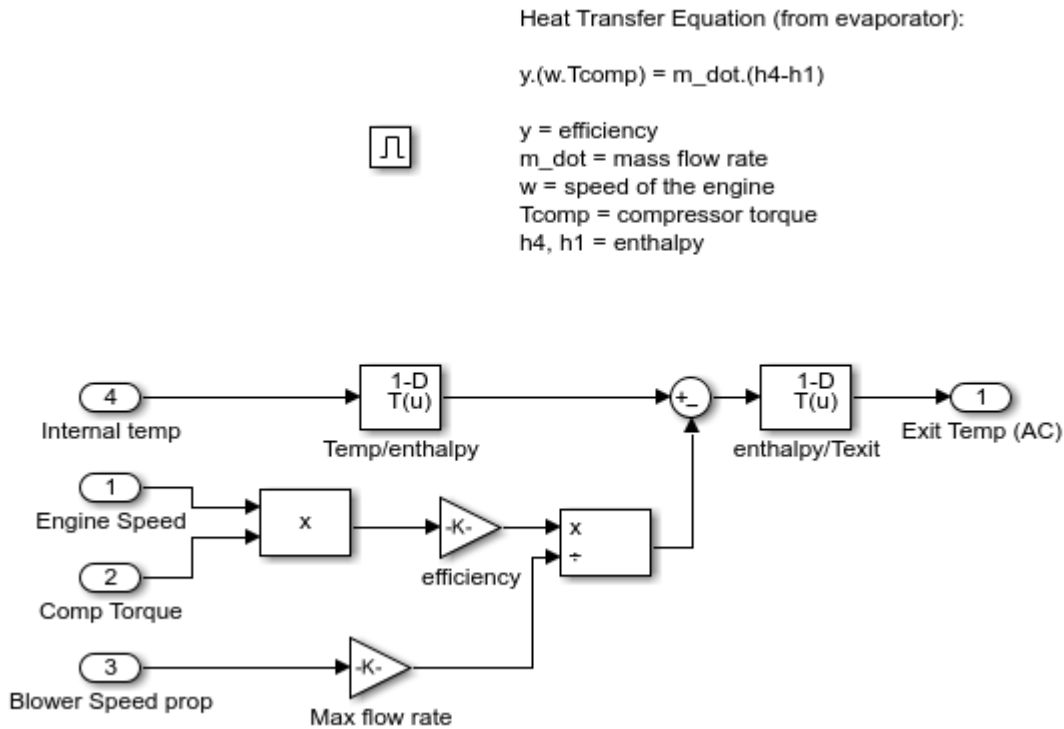 Heat Transfer Equation (from evaporator):
y.(w.Tcomp) = m_dot.(h4-h1)
y = efficiency
m_dot = mass flow rate
w = speed of the engine
Tcomp = compressor torque
h4, h1 = enthalpy
4
Internal temp
1-D
T(u)
Temp/enthalpy
+
−
1-D
T(u)
enthalpy/Texit
1
Exit Temp (AC)
1
Engine Speed
2
Comp Torque
x
-K-
efficiency
x
÷
3
Blower Speed prop
-K-
Max flow rate